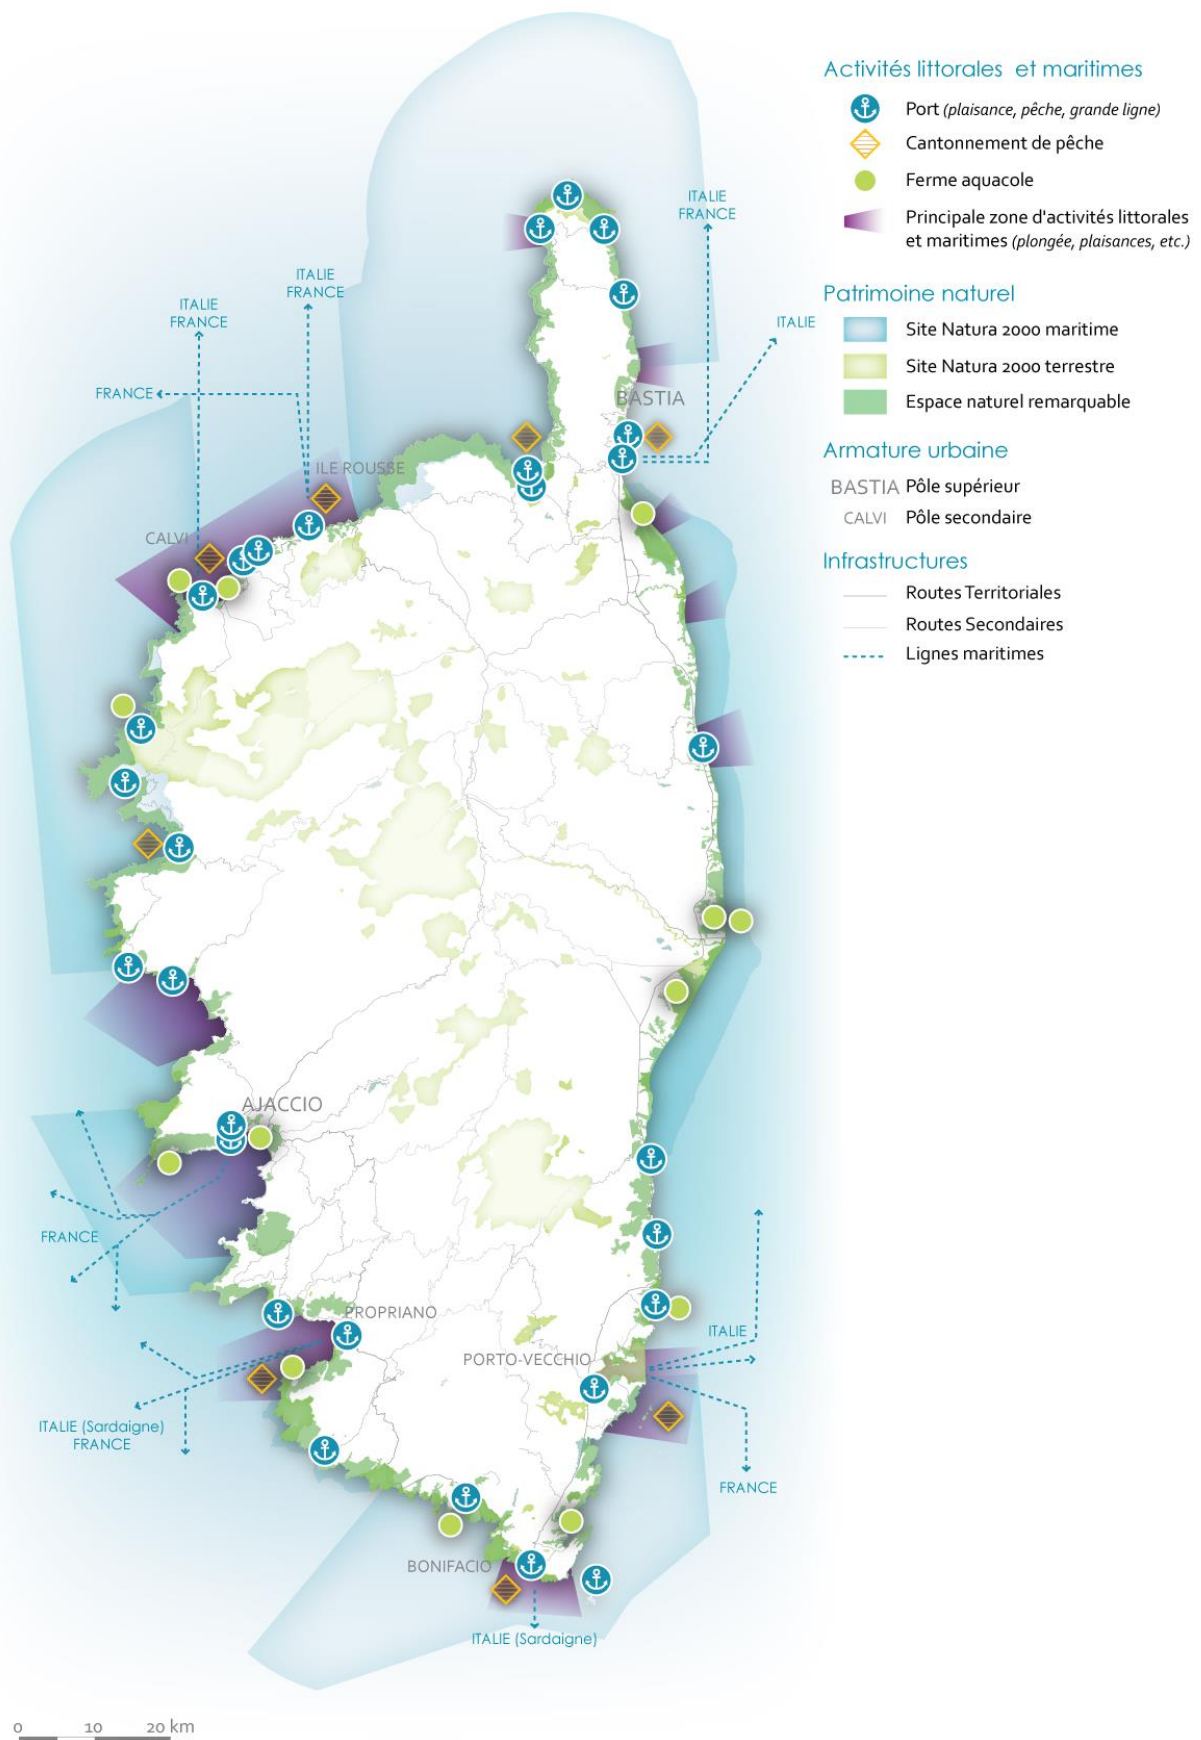 Activités littorales et maritimes
Port (plaisance, pêche, grande ligne)
Cantonnement de pêche
Ferme aquacole
Principale zone d'activités littorales
et maritimes (plongée, plaisances, etc.)
Patrimoine naturel
Site Natura 2000 maritime
Site Natura 2000 terrestre
Espace naturel remarquable
Armature urbaine
BASTIA Pôle supérieur
CALVI Pôle secondaire
Infrastructures
Routes Territoriales
Routes Secondaires
Lignes maritimes
ITALIE
FRANCE
ITALIE
FRANCE
ITALIE
FRANCE
ITALIE
FRANCE
BASTIA
ILE ROUSSE
CALVI
AJACCIO
FRANCE
PROPRIANO
ITALIE
PORTO-VECCHIO
ITALIE (Sardaigne)
FRANCE
FRANCE
BONIFACIO
ITALIE (Sardaigne)
0 10 20 km